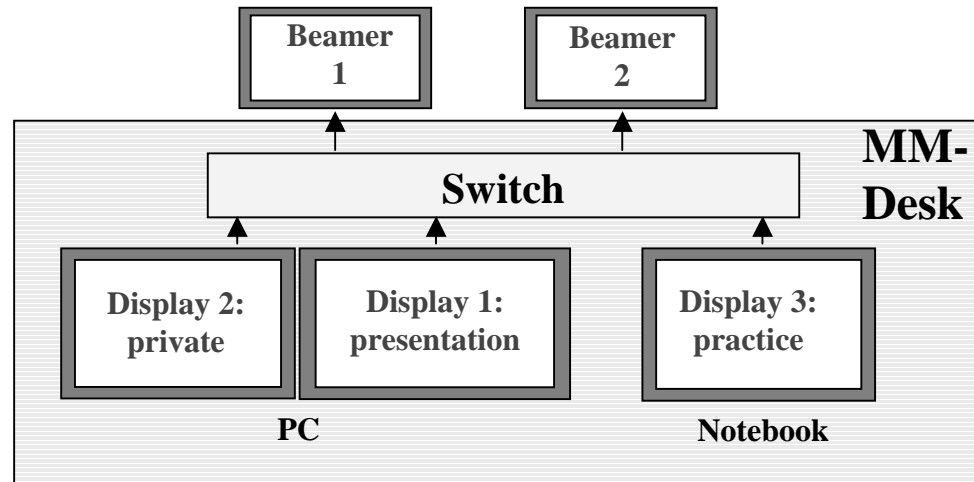 Beamer
1
Beamer
2
MM-
Desk
Switch
Display 2:
private
Display 1:
presentation
Display 3:
practice
PC
Notebook